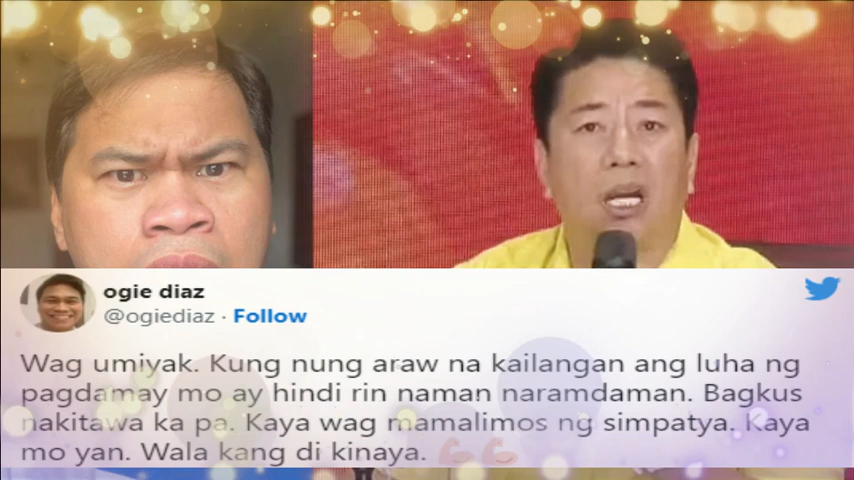 ogie diaz
@ogiediaz · Follow
Wag umiyak. Kung nung araw na kailangan ang luha ng
pagdamay mo ay hindi rin naman naramdaman. Bagkus
nakitawa ka pa. Kaya wag mamalimos ng simpatya. Kaya
mo yan. Wala kang di kinaya.